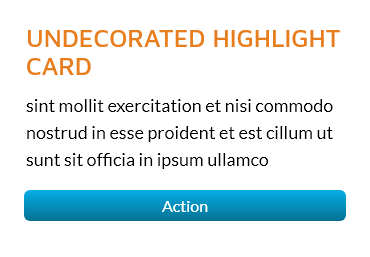 UNDECORATED HIGHLIGHT
CARD
sint mollit exercitation et nisi commodo
nostrud in esse proident et est cillum ut
sunt sit officia in ipsum ullamco
Action